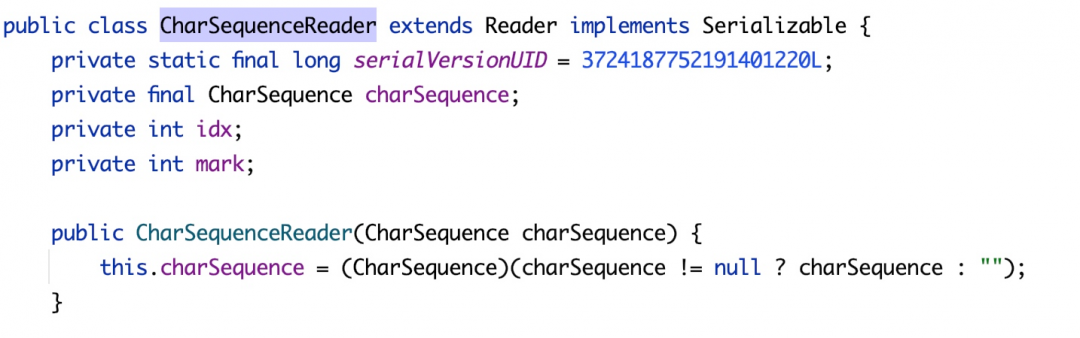 public class CharSequenceReader extends Reader implements Serializable {
    private static final long serialVersionUID = 3724187752191401220L;
    private final CharSequence charSequence;
    private int idx;
    private int mark;

    public CharSequenceReader(CharSequence charSequence) {
        this.charSequence = (CharSequence)(charSequence != null ? charSequence : "");
    }